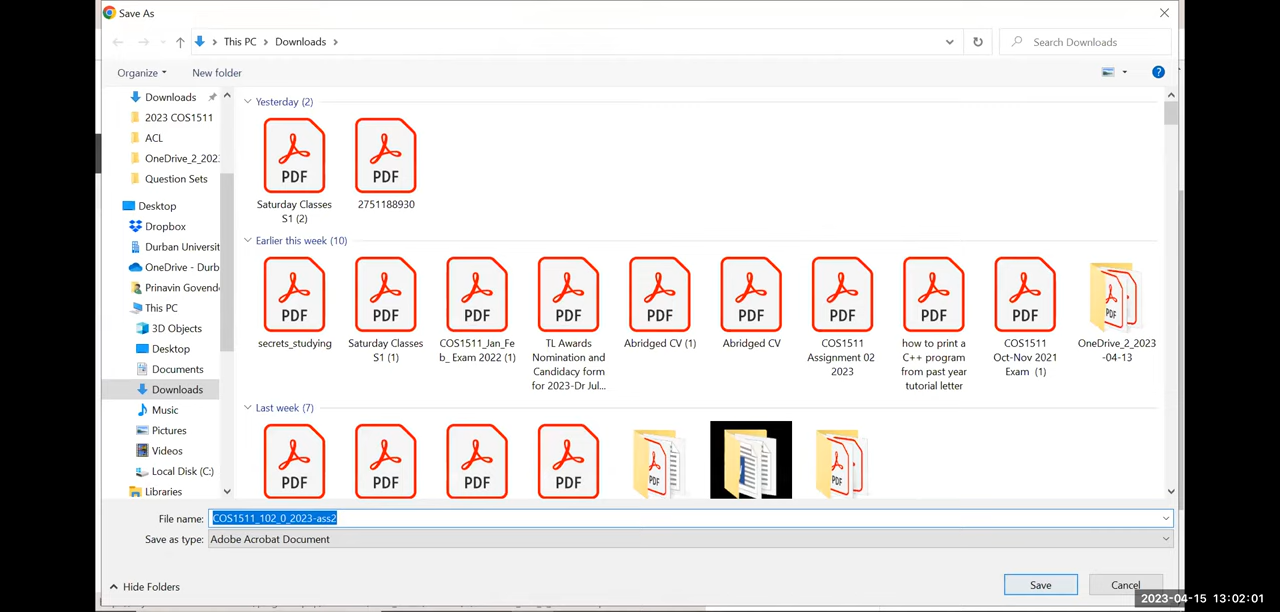 Save As
This PC > Downloads >
Search Downloads
Organize
New folder
Downloads
2023 COS1511
ACL
OneDrive_2_202
Question Sets
Desktop
Dropbox
Durban Universit
OneDrive - Durb
Prinavin Govend
This PC
3D Objects
Desktop
Documents
Downloads
Music
Pictures
Videos
Local Disk (C:)
Libraries
Yesterday (2)
PDF
PDF
Saturday Classes
S1 (2)
2751188930
Earlier this week (10)
PDF
PDF
PDF
PDF
PDF
PDF
PDF
PDF
PDF
PDF
secrets_studying
Saturday Classes
S1 (1)
COS1511_Jan_Fe
b_ Exam 2022 (1)
TL Awards
Nomination and
Candidacy form
for 2023-Dr Jul...
Abridged CV (1)
Abridged CV
COS1511
Assignment 02
2023
how to print a
C++ program
from past year
tutorial letter
COS1511
Oct-Nov 2021
Exam (1)
OneDrive_2_2023
-04-13
Last week (7)
PDF
PDF
PDF
PDF
PDF
PDF
File name: COS1511_102_0_2023-ass2
Save as type: Adobe Acrobat Document
Hide Folders
Save
Cancel
2023-04-15 13:02:01